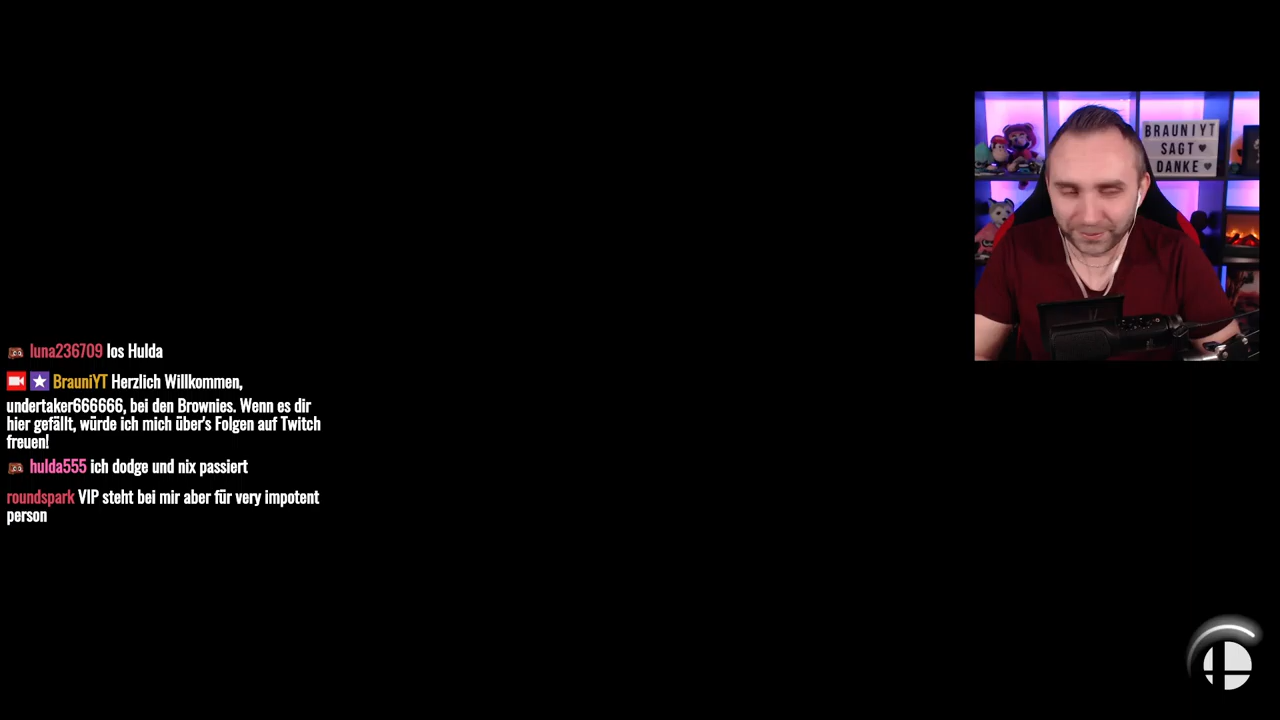 BRAUNIYT
SAGT ♥
DANKE ♥
luna236709 los Hulda
BrauniYT Herzlich Willkommen,
undertaker666666, bei den Brownies. Wenn es dir
hier gefällt, würde ich mich über's Folgen auf Twitch
freuen!
hulda555 ich dodge und nix passiert
roundspark VIP steht bei mir aber für very impotent
person